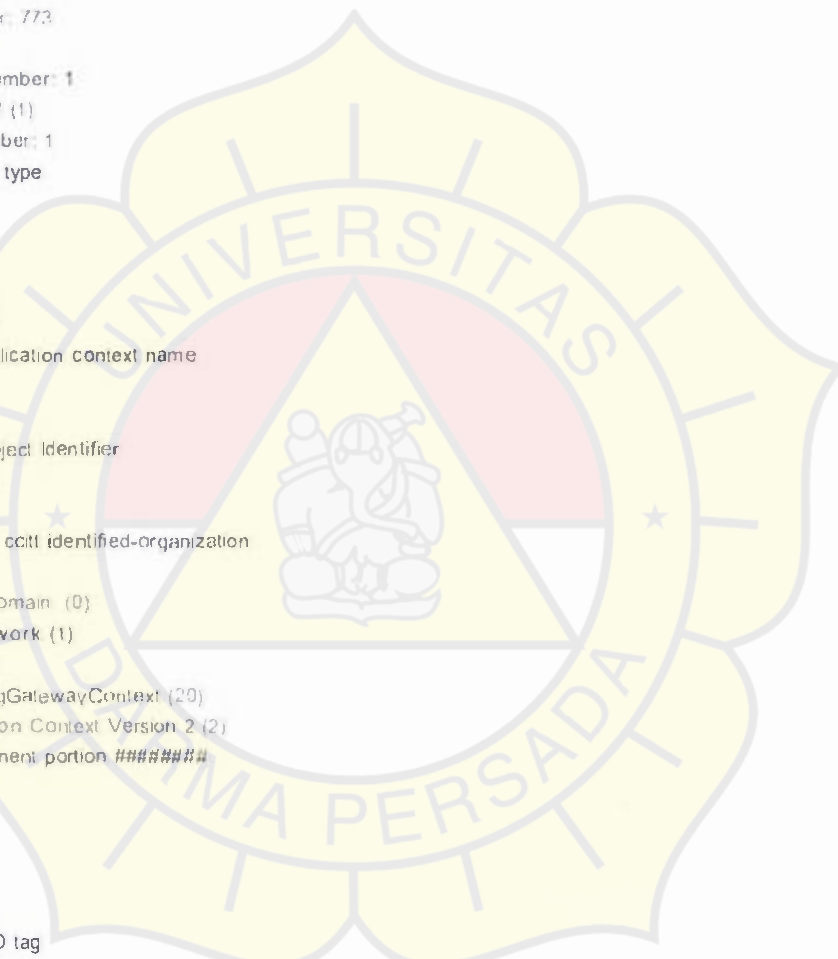 r: 773
ember: 1
(1)
ber: 1
type
UNIVERSITAS
lication context name
ject Identifier
ccitt identified-organization
omain (0)
work (1)
gGatewayContext (20)
on Context Version 2 (2)
nent portion ########
DARMA PERSADA
D tag